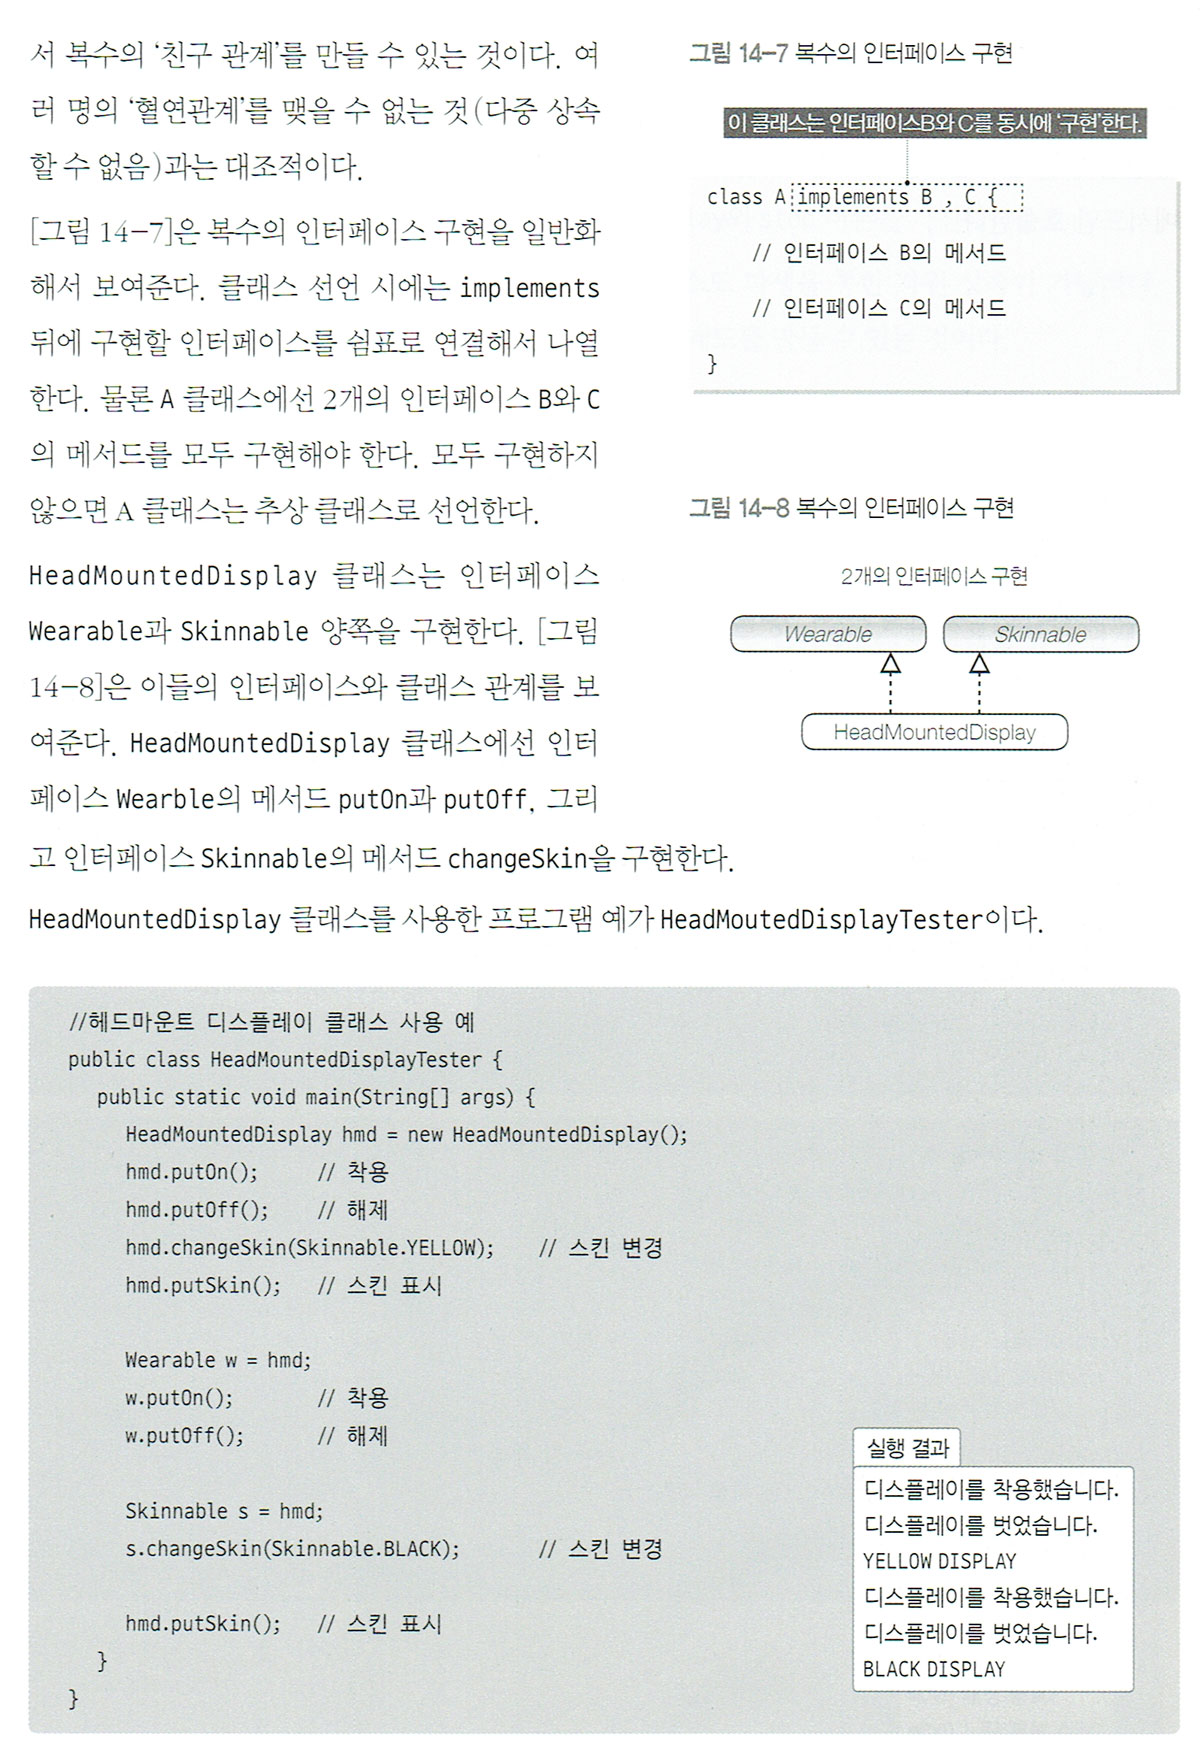 서 복수의 ‘친구 관계’를 만들 수 있는 것이다. 여
러 명의 ‘혈연관계’를 맺을 수 없는 것(다중 상속
할 수 없음)과는 대조적이다.
[그림 14-7]은 복수의 인터페이스 구현을 일반화
해서 보여준다. 클래스 선언 시에는 implements
뒤에 구현할 인터페이스를 쉼표로 연결해서 나열
한다. 물론 A 클래스에선 2개의 인터페이스 B와 C
의 메서드를 모두 구현해야 한다. 모두 구현하지
않으면 A 클래스는 추상 클래스로 선언한다.
그림 14-7 복수의 인터페이스 구현
이 클래스는 인터페이스B와 C를 동시에 ‘구현’한다.
class A implements B , C {
// 인터페이스 B의 메서드
// 인터페이스 C의 메서드
}
HeadMountedDisplay 클래스는 인터페이스
Wearable과 Skinnable 양쪽을 구현한다. [그림
14-8]은 이들의 인터페이스와 클래스 관계를 보
여준다. HeadMountedDisplay 클래스에선 인터
페이스 Wearble의 메서드 putOn과 putOff, 그리
고 인터페이스 Skinnable의 메서드 changeSkin을 구현한다.
그림 14-8 복수의 인터페이스 구현
2개의 인터페이스 구현
Wearable Skinnable
HeadMountedDisplay
HeadMountedDisplay 클래스를 사용한 프로그램 예가 HeadMoutedDisplayTester이다.
//헤드마운트 디스플레이 클래스 사용 예
public class HeadMountedDisplayTester {
public static void main(String[] args) {
HeadMountedDisplay hmd = new HeadMountedDisplay();
hmd.putOn(); // 착용
hmd.putOff(); // 해제
hmd.changeSkin(Skinnable.YELLOW); // 스킨 변경
hmd.putSkin(); // 스킨 표시
Wearable w = hmd;
w.putOn(); // 착용
w.putOff(); // 해제
Skinnable s = hmd;
s.changeSkin(Skinnable.BLACK); // 스킨 변경
hmd.putSkin(); // 스킨 표시
}
}
실행 결과
디스플레이를 착용했습니다.
디스플레이를 벗었습니다.
YELLOW DISPLAY
디스플레이를 착용했습니다.
디스플레이를 벗었습니다.
BLACK DISPLAY